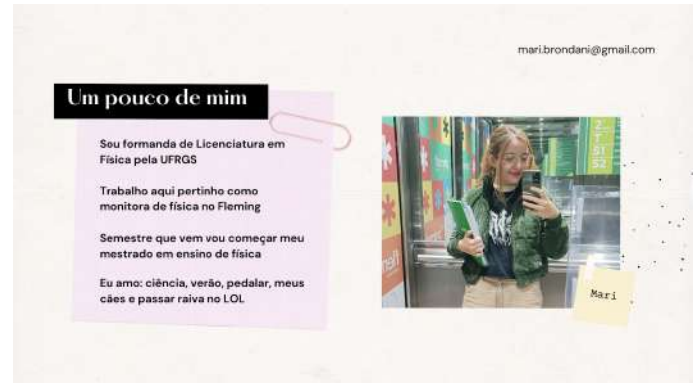 mari.brondani@gmail.com
Um pouco de mim
Sou formanda de Licenciatura em
Física pela UFRGS
Trabalho aqui pertinho como
monitora de física no Fleming
Semestre que vem vou começar meu
mestrado em ensino de física
Eu amo: ciência, verão, pedalar, meus
cães e passar raiva no LOL
Mari